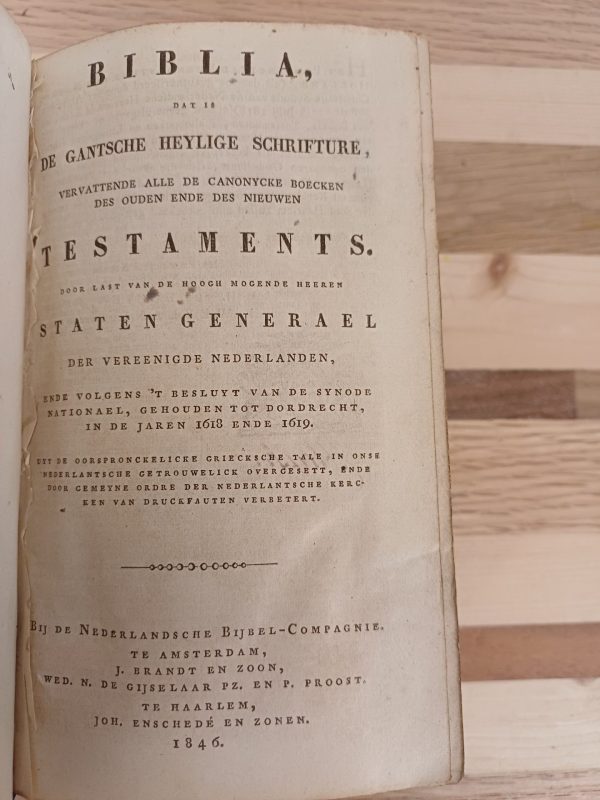 BIBLIA,
DAT IS
DE GANTSCHE HEYLIGE SCHRIFTURE,
VERVATTENDE ALLE DE CANONYCKE BOECKEN
DES OUDEN ENDE DES NIEUWEN
TESTAMENTS.
DOOR LAST VAN DE HOOGH MOGENDE HEEREN
STATEN GENERAEL
DER VEREENIGDE NEDERLANDEN,
ENDE VOLGENS 'T BESLUYT VAN DE SYNODE
NATIONAEL, GEHOUDEN TOT DORDRECHT,
IN DE JAREN 1618 ENDE 1619.
UYT DE OORSPRONCKELICKE GRIECKSCHE TALE IN ONSE
NEDERLANTSCHE GETROUWELICK OVERGESETT, ENDE
DOOR GEMEYNE ORDRE DER NEDERLANTSCHE KERC-
KEN VAN DRUCKFAUTEN VERBETERT.
BIJ DE NEDERLANDSCHE BIJBEL-COMPAGNIE.
TE AMSTERDAM,
J. BRANDT EN ZOON,
WED. N. DE GIJSELAAR PZ. EN P. PROOST.
TE HAARLEM,
JOH. ENSCHEDÉ EN ZONEN.
1846.